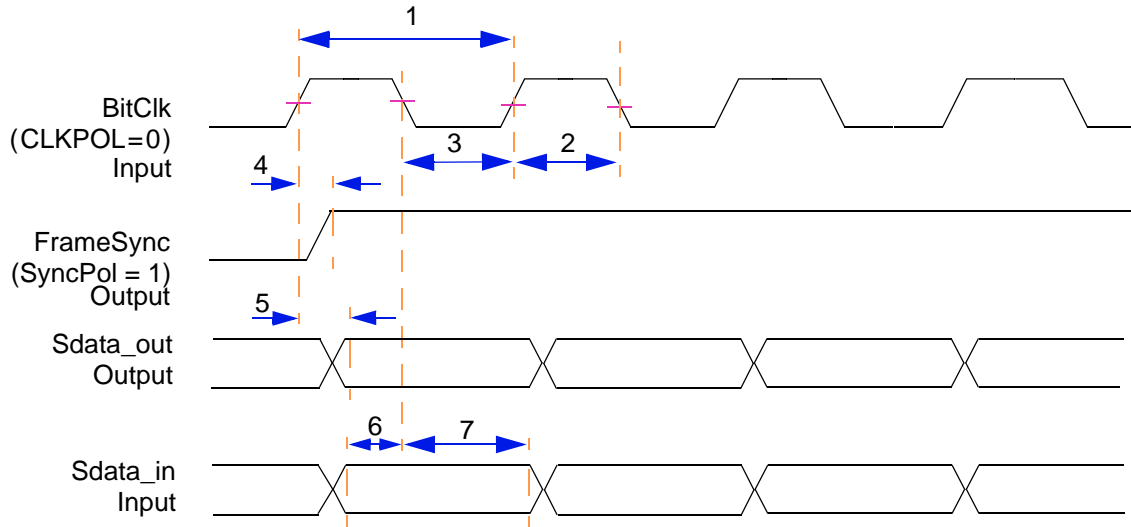 1
BitClk
(CLKPOL=0)
Input
3
2
4
FrameSync
(SyncPol = 1)
Output
5
Sdata_out
Output
6
7
Sdata_in
Input